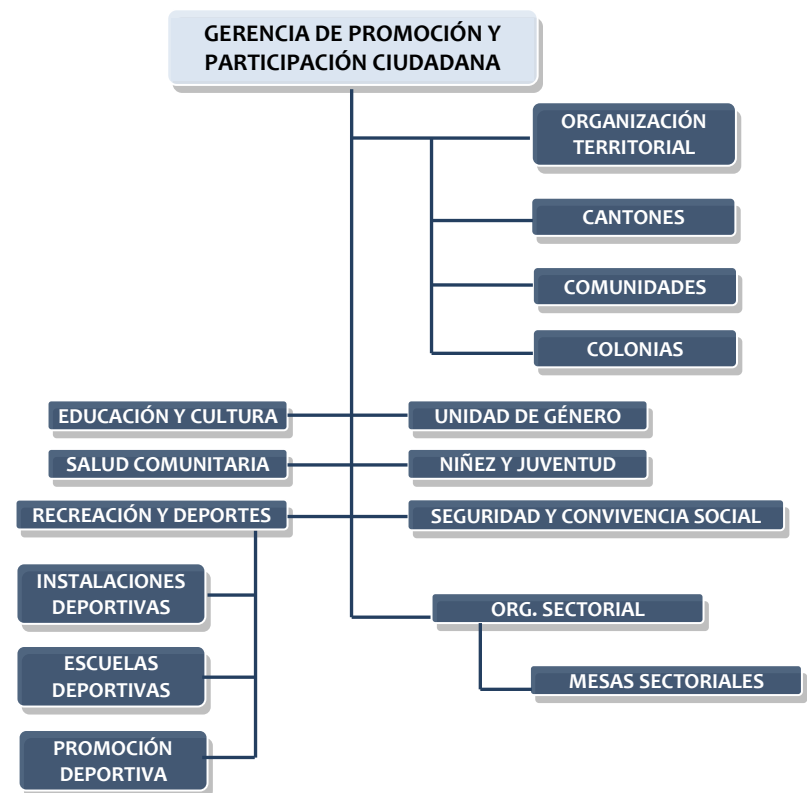 GERENCIA DE PROMOCIÓN Y
PARTICIPACIÓN CIUDADANA
ORGANIZACIÓN
TERRITORIAL
CANTONES
COMUNIDADES
COLONIAS
EDUCACIÓN Y CULTURA
UNIDAD DE GÉNERO
SALUD COMUNITARIA
NIÑEZ Y JUVENTUD
RECREACIÓN Y DEPORTES
SEGURIDAD Y CONVIVENCIA SOCIAL
INSTALACIONES
DEPORTIVAS
ORG. SECTORIAL
ESCUELAS
DEPORTIVAS
MESAS SECTORIALES
PROMOCIÓN
DEPORTIVA